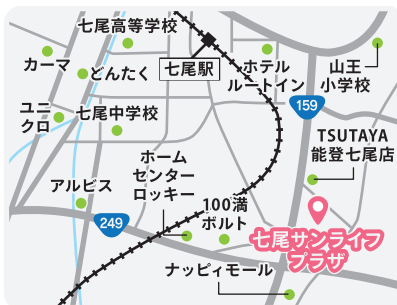 七尾高等学校
カーマ
どんたく
七尾駅
ホテル
ルートイン
山王
小学校
ユニ
クロ
七尾中学校
159
TSUTAYA
能登七尾店
ホーム
センター
ロッキー
アルビス
249
100満
ボルト
七尾サンライフ
プラザ
ナッピィモール